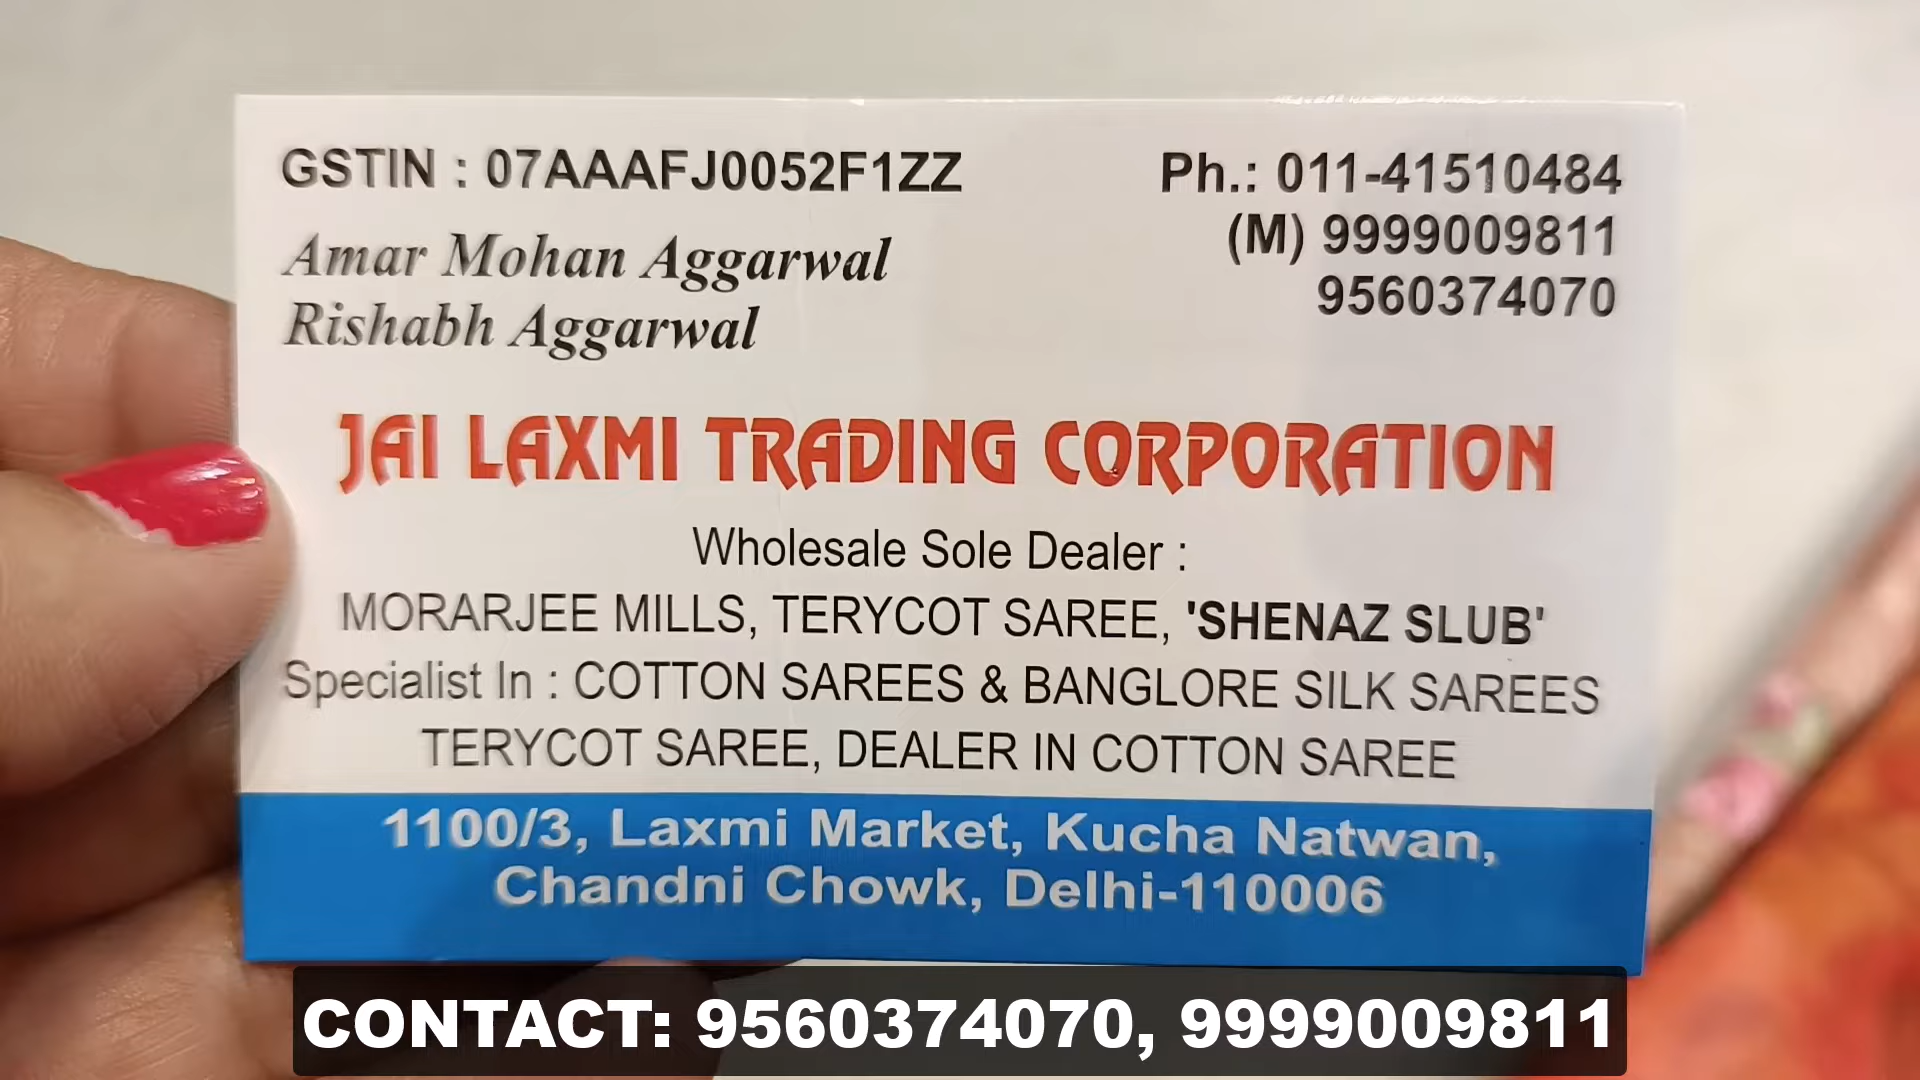 GSTIN : 07AAAFJ0052F1ZZ
Ph.: 011-41510484
(M) 9999009811
9560374070
Amar Mohan Aggarwal
Rishabh Aggarwal
JAI LAXMI TRADING CORPORATION
Wholesale Sole Dealer :
MORARJEE MILLS, TERYCOT SAREE, 'SHENAZ SLUB'
Specialist In : COTTON SAREES & BANGLORE SILK SAREES
TERYCOT SAREE, DEALER IN COTTON SAREE
1100/3, Laxmi Market, Kucha Natwan,
Chandni Chowk, Delhi-110006
CONTACT: 9560374070, 9999009811